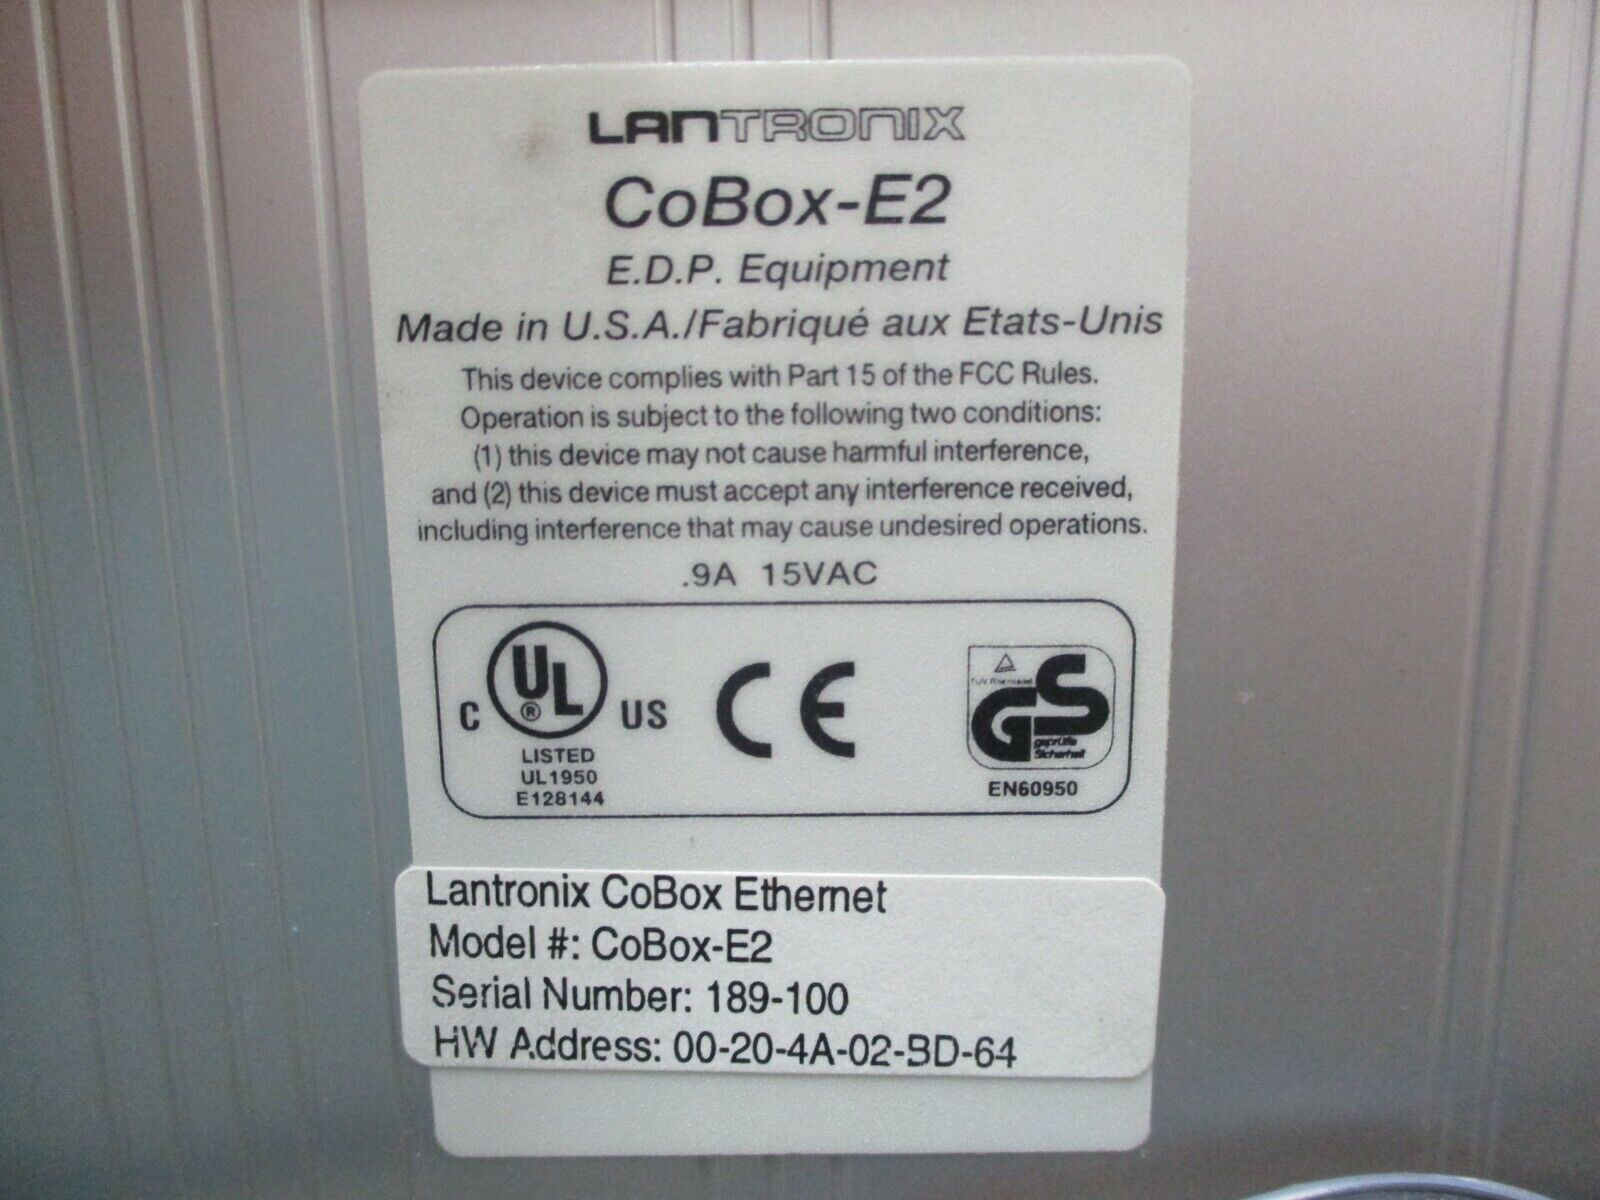 LANTRONIX
CoBox-E2
E.D.P. Equipment
Made in U.S.A./Fabriqué aux Etats-Unis
This device complies with Part 15 of the FCC Rules.
Operation is subject to the following two conditions:
(1) this device may not cause harmful interference,
and (2) this device must accept any interference received,
including interference that may cause undesired operations.
.9A 15VAC
C UL ® US
LISTED
UL1950
E128144
CE
TUV Rheinland
GS
geprüfte
Sicherheit
EN60950
Lantronix CoBox Ethernet
Model #: CoBox-E2
Serial Number: 189-100
HW Address: 00-20-4A-02-BD-64